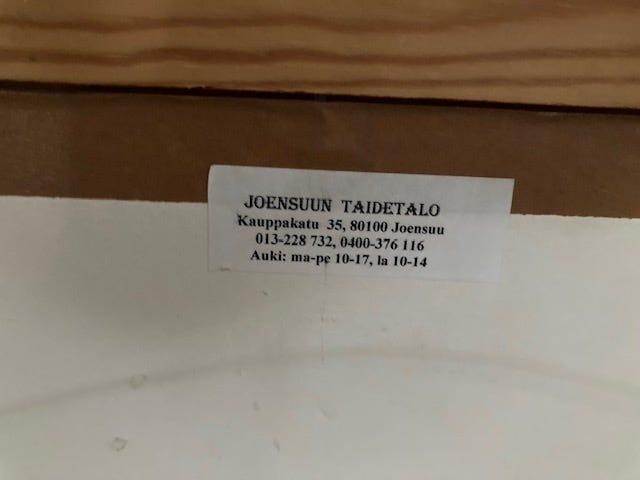 JOENSUUN TAIDETALO
Kauppakatu 35, 80100 Joensuu
013-228 732, 0400-376 116
Auki: ma-pe 10-17, la 10-14